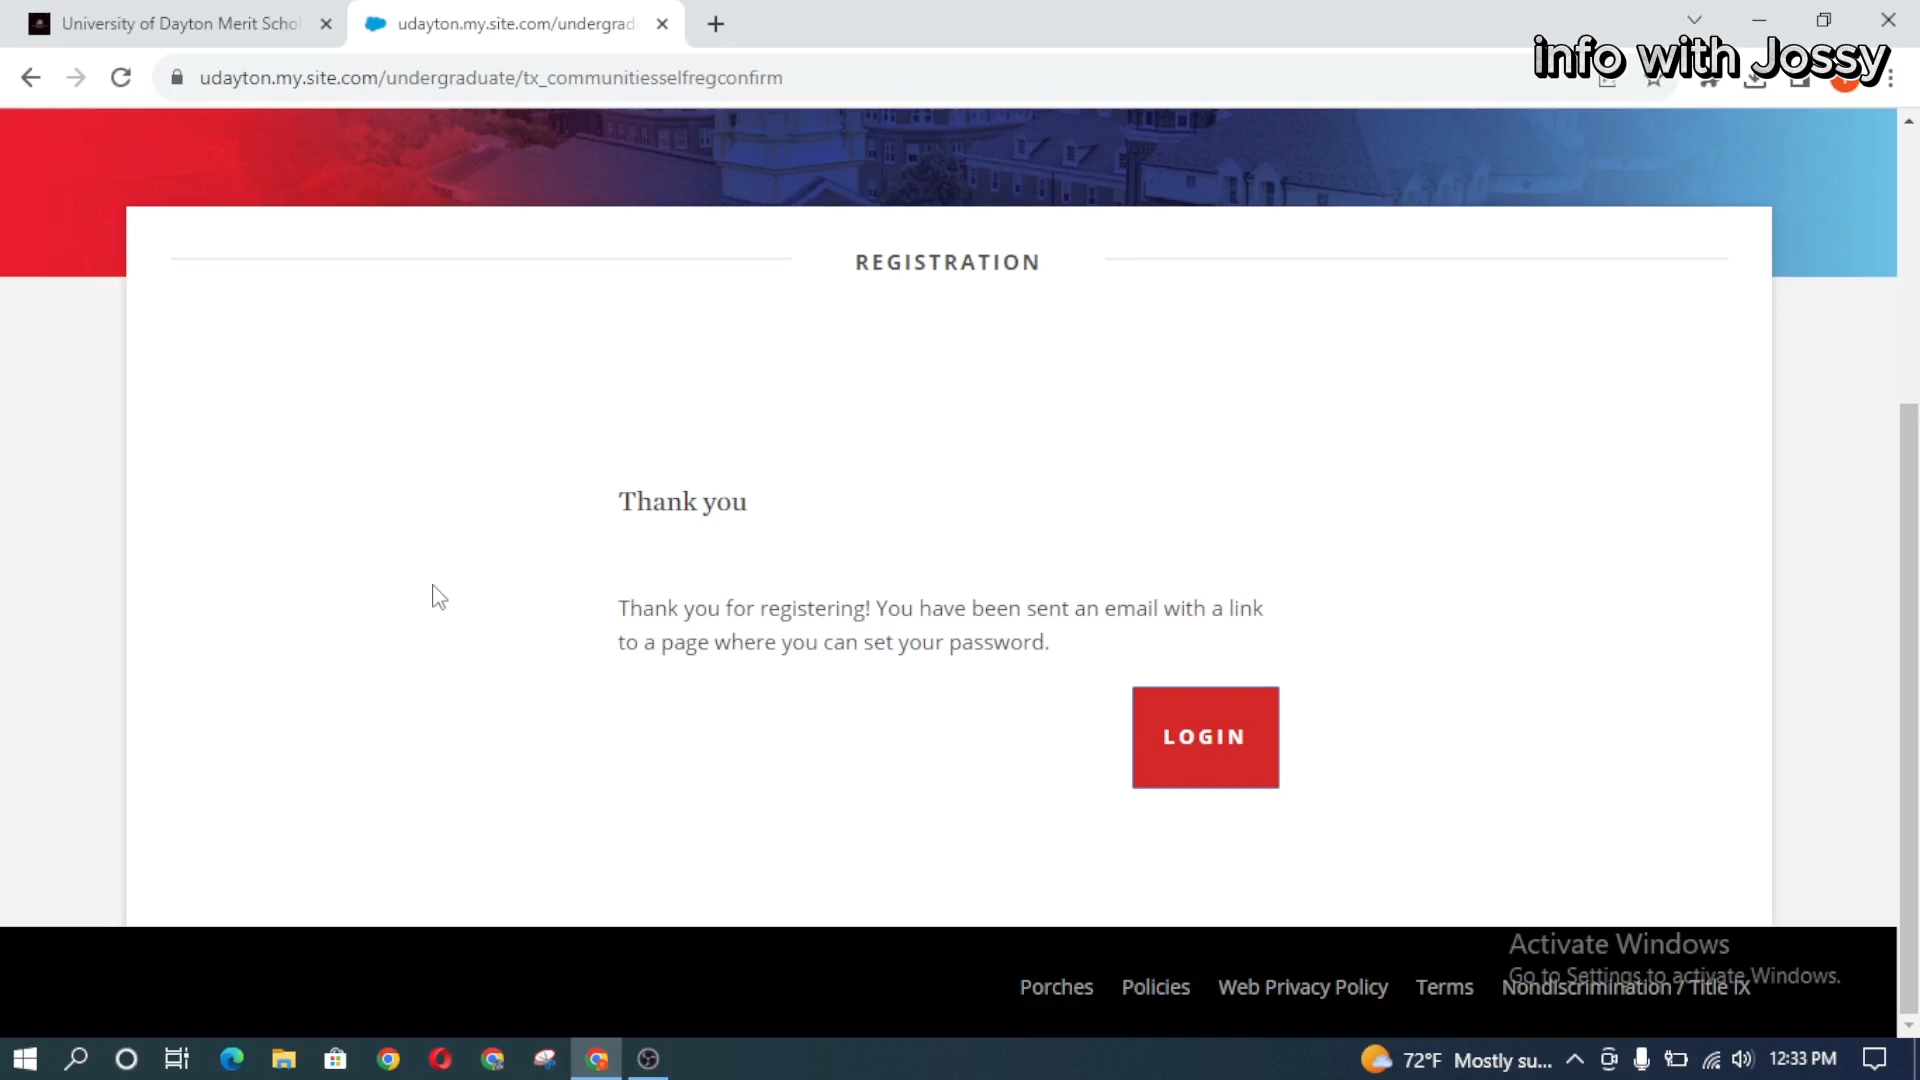 University of Dayton Merit Schol
udayton.my.site.com/undergrad
info with Jossy
udayton.my.site.com/undergraduate/tx_communitiesselfregconfirm
REGISTRATION
Thank you
Thank you for registering! You have been sent an email with a link
to a page where you can set your password.
LOGIN
Activate Windows
Go to Settings to activate Windows.
Porches Policies Web Privacy Policy Terms Nondiscrimination / Title IX
72°F Mostly su... 12:33 PM